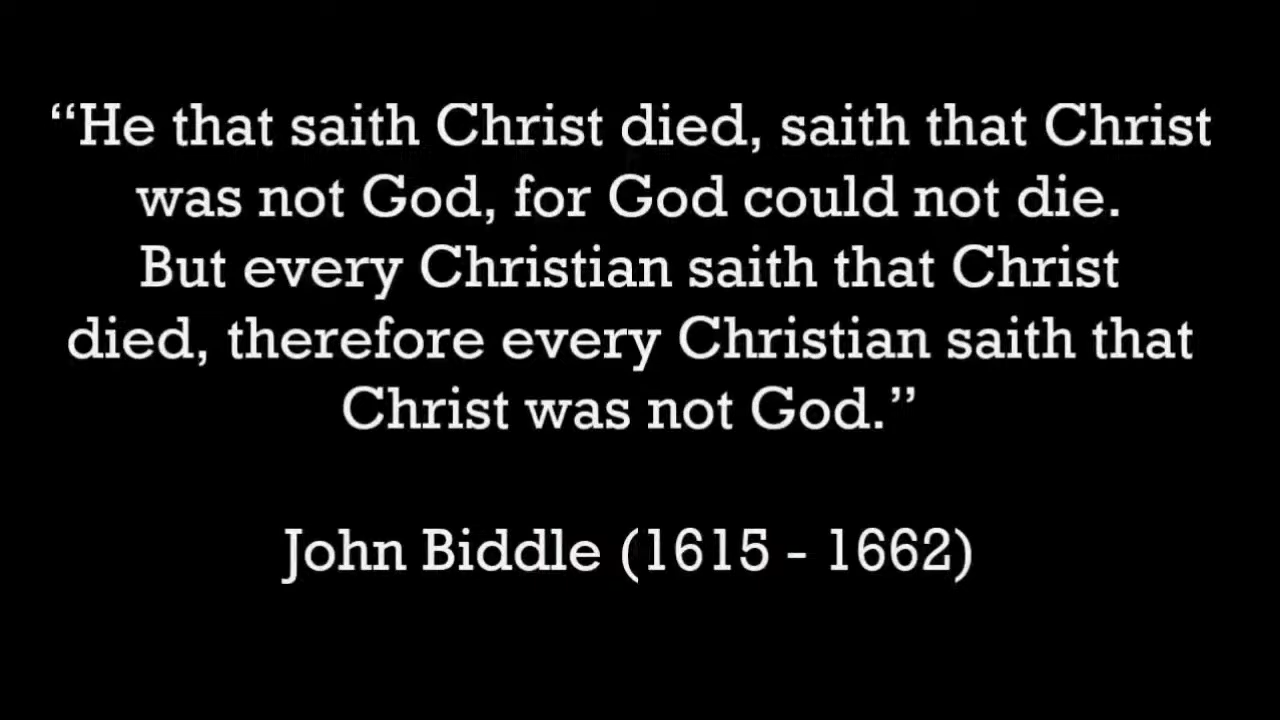 “He that saith Christ died, saith that Christ
was not God, for God could not die.
But every Christian saith that Christ
died, therefore every Christian saith that
Christ was not God.”
John Biddle (1615 - 1662)